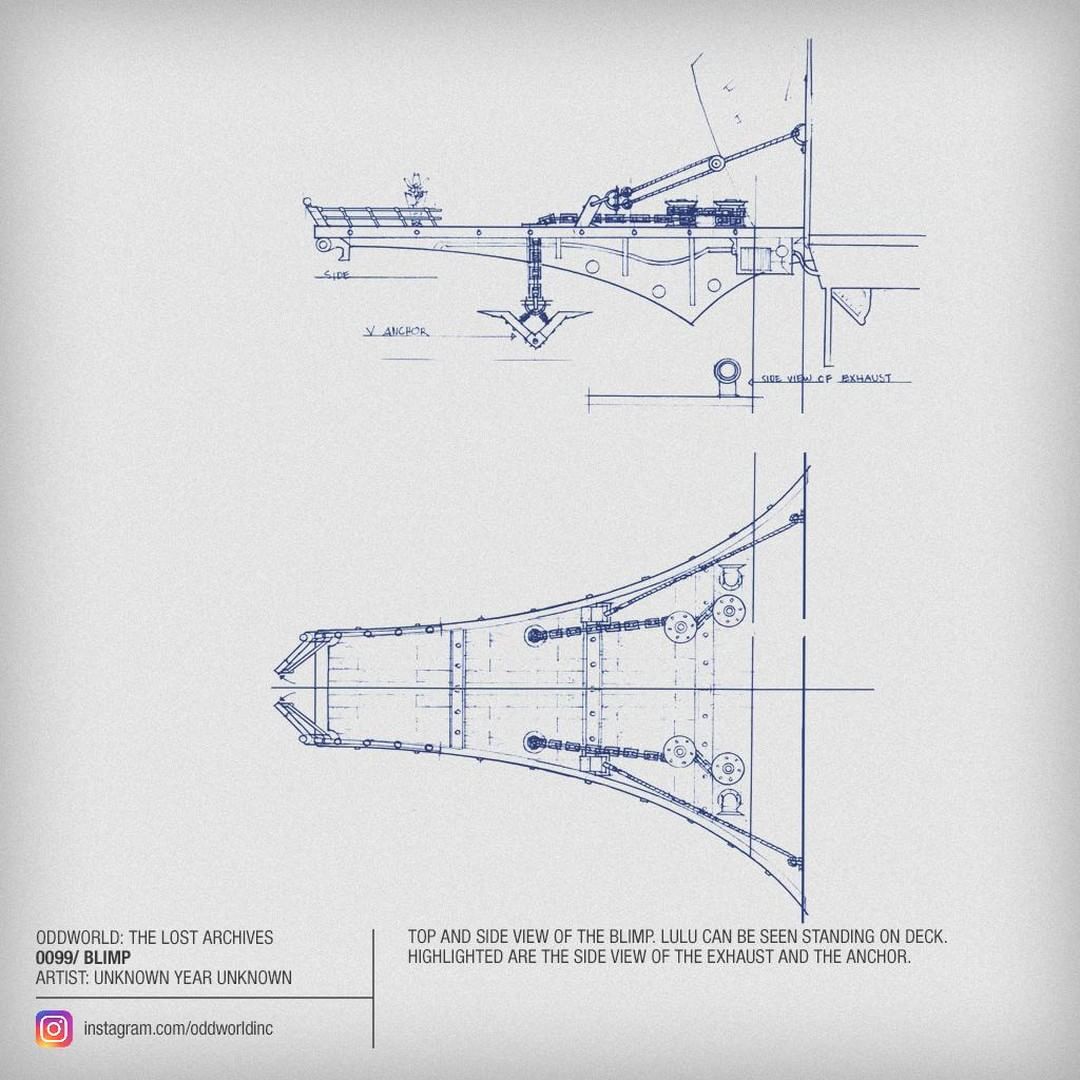 SIDE
V ANCHOR
SIDE VIEW OF EXHAUST
ODDWORLD: THE LOST ARCHIVES
0099/ BLIMP
ARTIST: UNKNOWN YEAR UNKNOWN
instagram.com/oddworldinc
TOP AND SIDE VIEW OF THE BLIMP. LULU CAN BE SEEN STANDING ON DECK.
HIGHLIGHTED ARE THE SIDE VIEW OF THE EXHAUST AND THE ANCHOR.